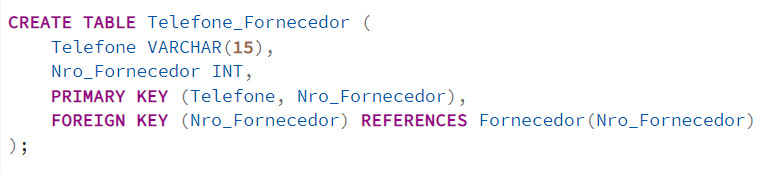 CREATE TABLE Telefone_Fornecedor (
    Telefone VARCHAR(15),
    Nro_Fornecedor INT,
    PRIMARY KEY (Telefone, Nro_Fornecedor),
    FOREIGN KEY (Nro_Fornecedor) REFERENCES Fornecedor(Nro_Fornecedor)
);